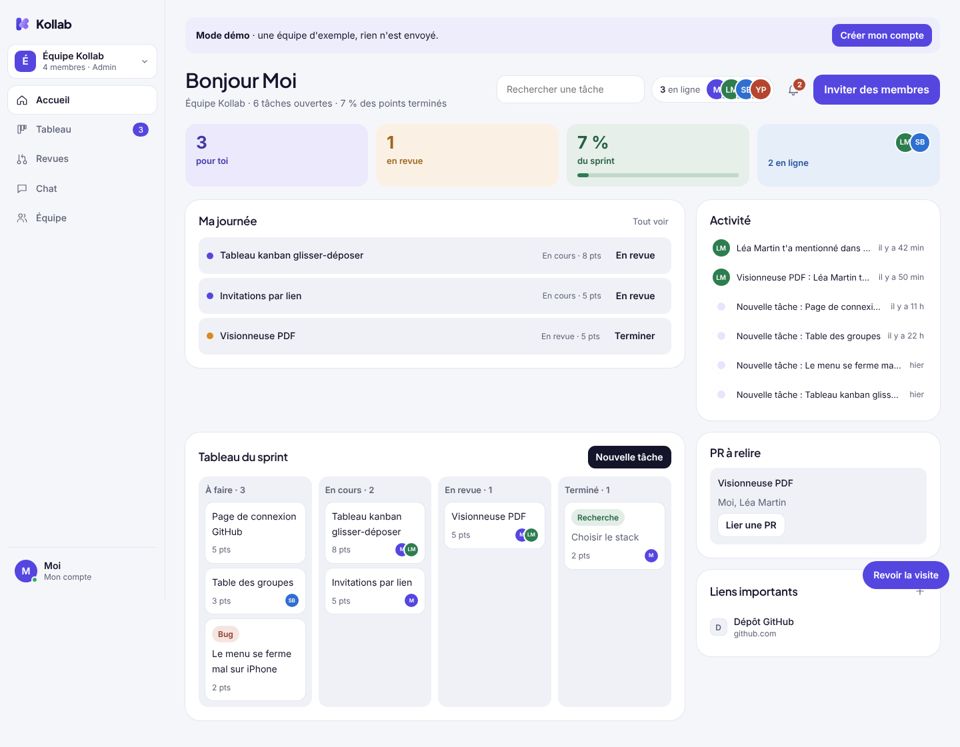 Kollab
É
Équipe Kollab
4 membres · Admin
Accueil
Tableau
3
Revues
Chat
Équipe
M
Moi
Mon compte
Mode démo · une équipe d'exemple, rien n'est envoyé.
Créer mon compte
Bonjour Moi
Équipe Kollab · 6 tâches ouvertes · 7 % des points terminés
Rechercher une tâche
3 en ligne
M
LM
SB
YP
2
Inviter des membres
3
pour toi
1
en revue
7 %
du sprint
LM
SB
2 en ligne
Ma journée
Tout voir
Tableau kanban glisser-déposer
En cours · 8 pts
En revue
Invitations par lien
En cours · 5 pts
En revue
Visionneuse PDF
En revue · 5 pts
Terminer
Activité
LM
Léa Martin t'a mentionné dans ...
il y a 42 min
LM
Visionneuse PDF : Léa Martin t...
il y a 50 min
Nouvelle tâche : Page de connexi...
il y a 11 h
Nouvelle tâche : Table des groupes
il y a 22 h
Nouvelle tâche : Le menu se ferme ma...
hier
Nouvelle tâche : Tableau kanban gliss...
hier
Tableau du sprint
Nouvelle tâche
À faire · 3
Page de connexion
GitHub
5 pts
Table des groupes
3 pts
SB
Bug
Le menu se ferme
mal sur iPhone
2 pts
En cours · 2
Tableau kanban
glisser-déposer
8 pts
M
LM
Invitations par lien
5 pts
M
En revue · 1
Visionneuse PDF
5 pts
M
LM
Terminé · 1
Recherche
Choisir le stack
2 pts
M
PR à relire
Visionneuse PDF
Moi, Léa Martin
Lier une PR
Revoir la visite
Liens importants
+
D
Dépôt GitHub
github.com